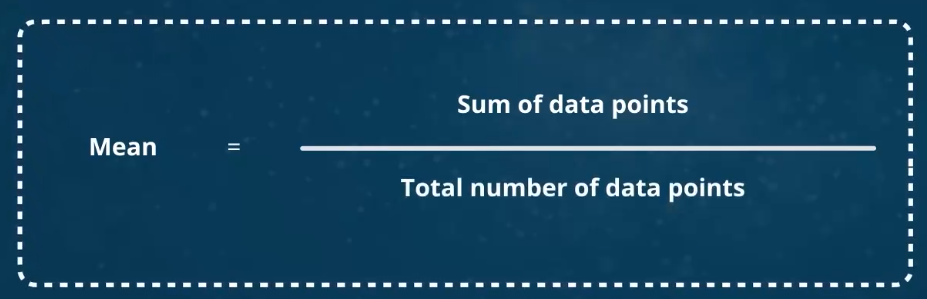 Sum of data points
Mean =
Total number of data points